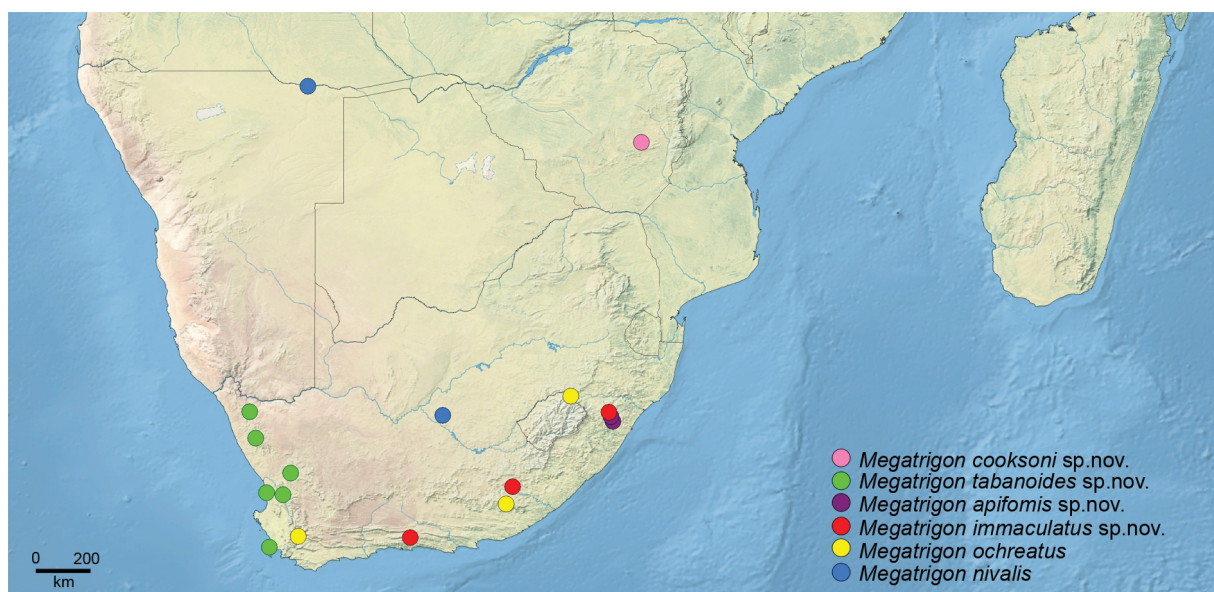 Megatrigon cooksoni sp.nov.
Megatrigon tabanoides sp.nov.
Megatrigon apifomis sp.nov.
Megatrigon immaculatus sp.nov.
Megatrigon ochreatus
Megatrigon nivalis
0 200
km